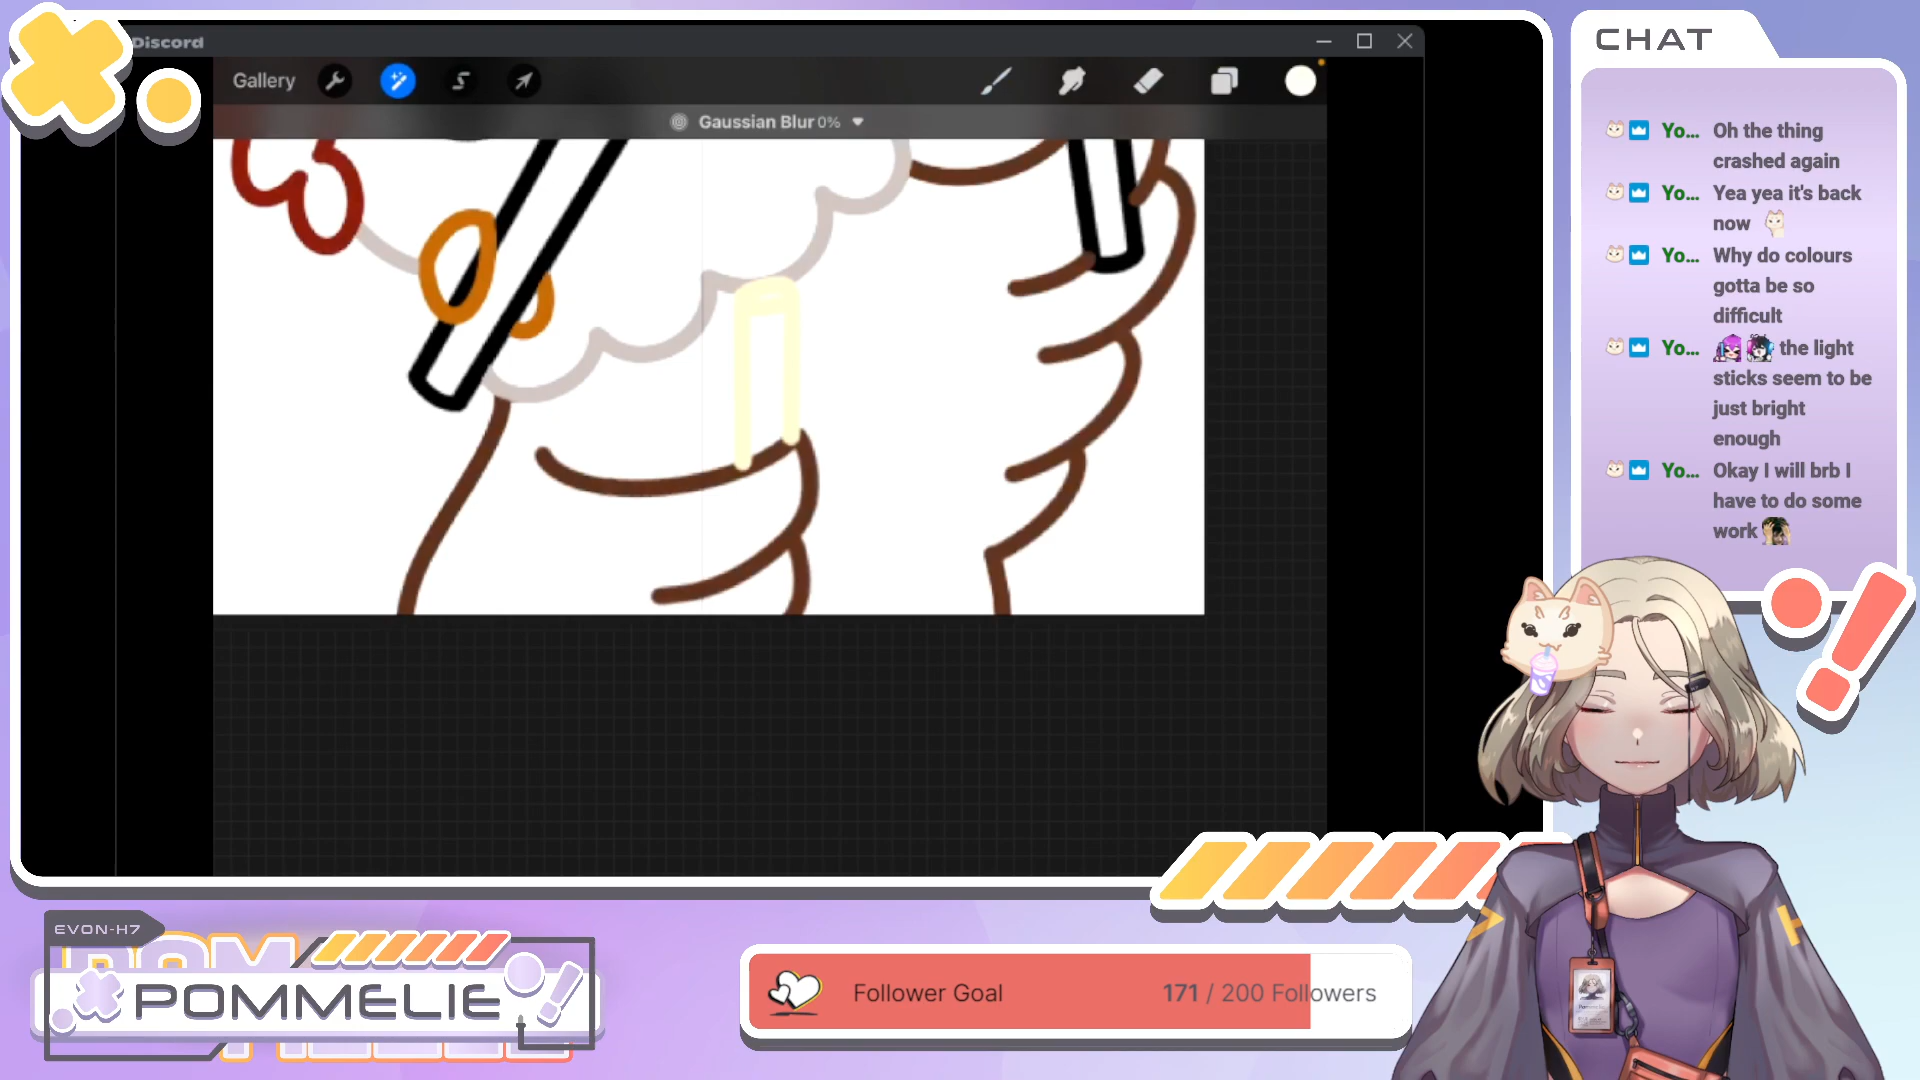 Discord
Gallery
Gaussian Blur 0%
CHAT
Yo... Oh the thing
crashed again
Yo... Yea yea it's back
now
Yo... Why do colours
gotta be so
difficult
Yo... the light
sticks seem to be
just bright
enough
Yo... Okay I will brb I
have to do some
work
EVON-H7
POMMELIE
Follower Goal
171 / 200 Followers